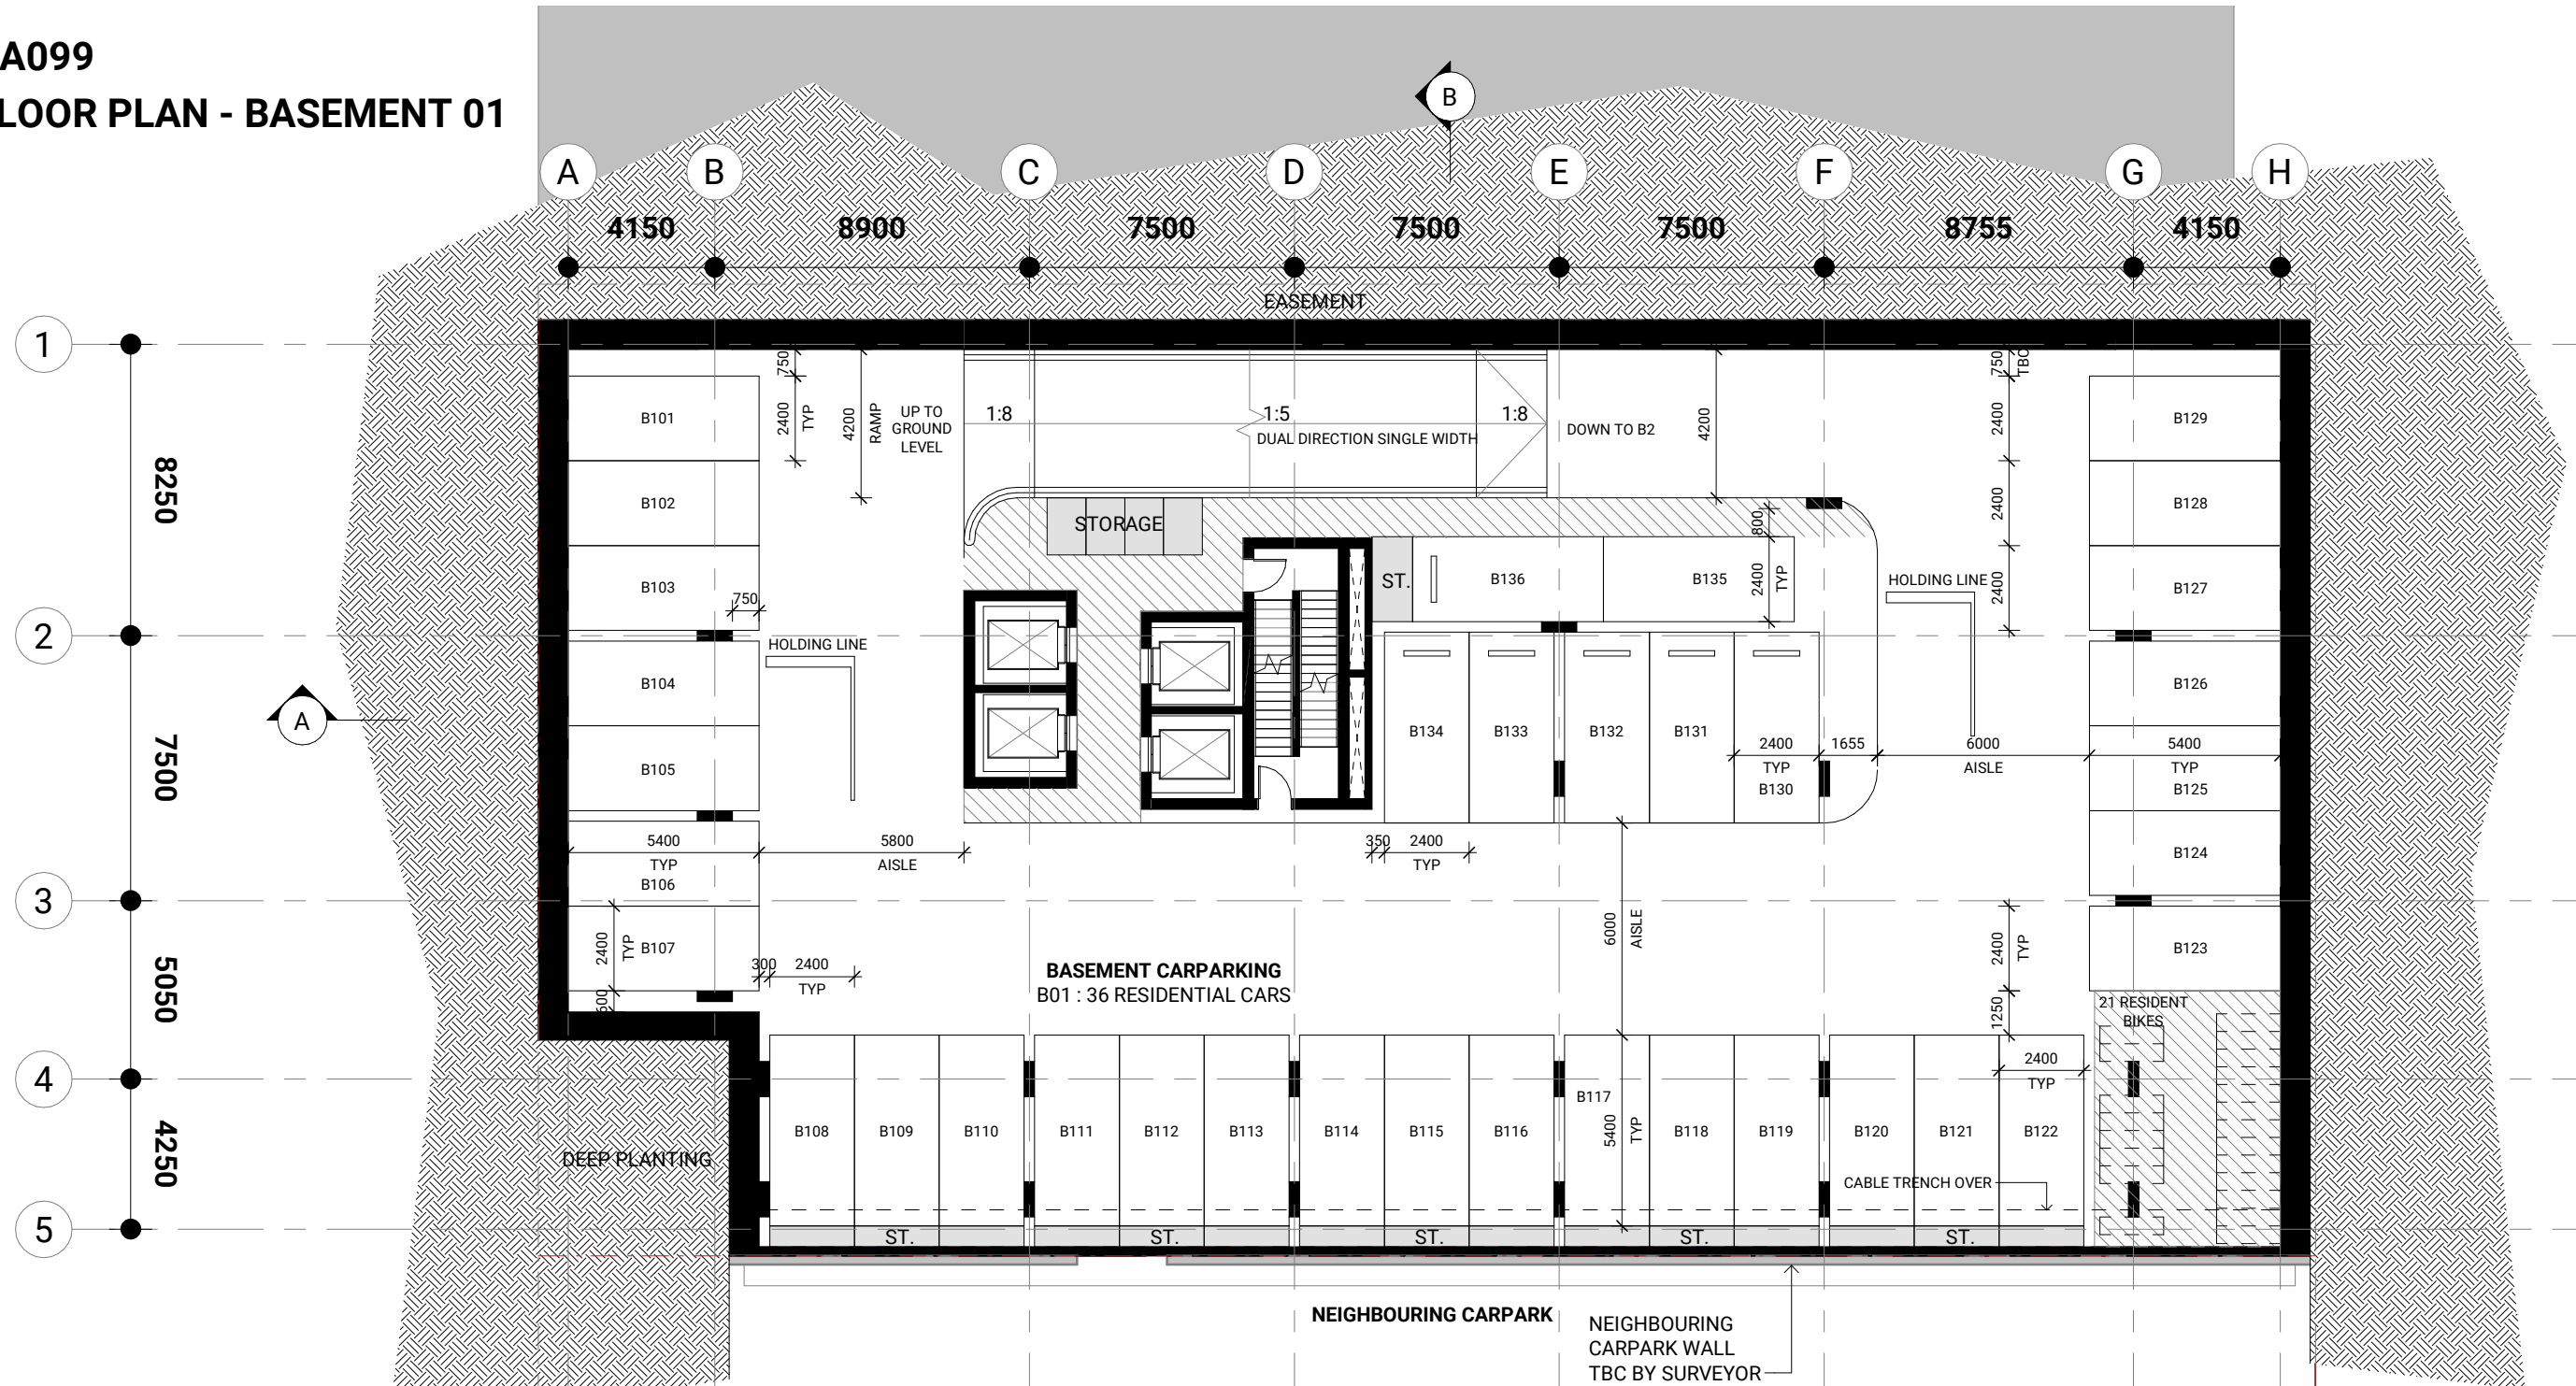 A099
LOOR PLAN - BASEMENT 01
B
A
B
C
D
E
F
G
H
4150
8900
7500
7500
7500
8755
4150
EASEMENT
1
2
3
4
5
8250
7500
5050
4250
A
B101
B102
B103
B104
B105
B106
B107
750
2400
TYP
4200
RAMP
UP TO
GROUND
LEVEL
1:8
1:5
1:8
DUAL DIRECTION SINGLE WIDTH
DOWN TO B2
4200
750
TBC
2400
2400
2400
B129
B128
B127
B126
B125
B124
B123
STORAGE
800
2400
TYP
ST.
B136
B135
HOLDING LINE
750
HOLDING LINE
B134
B133
B132
B131
B130
2400
TYP
1655
6000
AISLE
5400
TYP
5400
TYP
5800
AISLE
350
2400
TYP
6000
AISLE
2400
TYP
600
300
2400
TYP
BASEMENT CARPARKING
B01 : 36 RESIDENTIAL CARS
2400
TYP
1250
21 RESIDENT
BIKES
2400
TYP
B108
B109
B110
B111
B112
B113
B114
B115
B116
B117
B118
B119
B120
B121
B122
5400
TYP
CABLE TRENCH OVER
DEEP PLANTING
ST.
ST.
ST.
ST.
ST.
NEIGHBOURING CARPARK
NEIGHBOURING
CARPARK WALL
TBC BY SURVEYOR